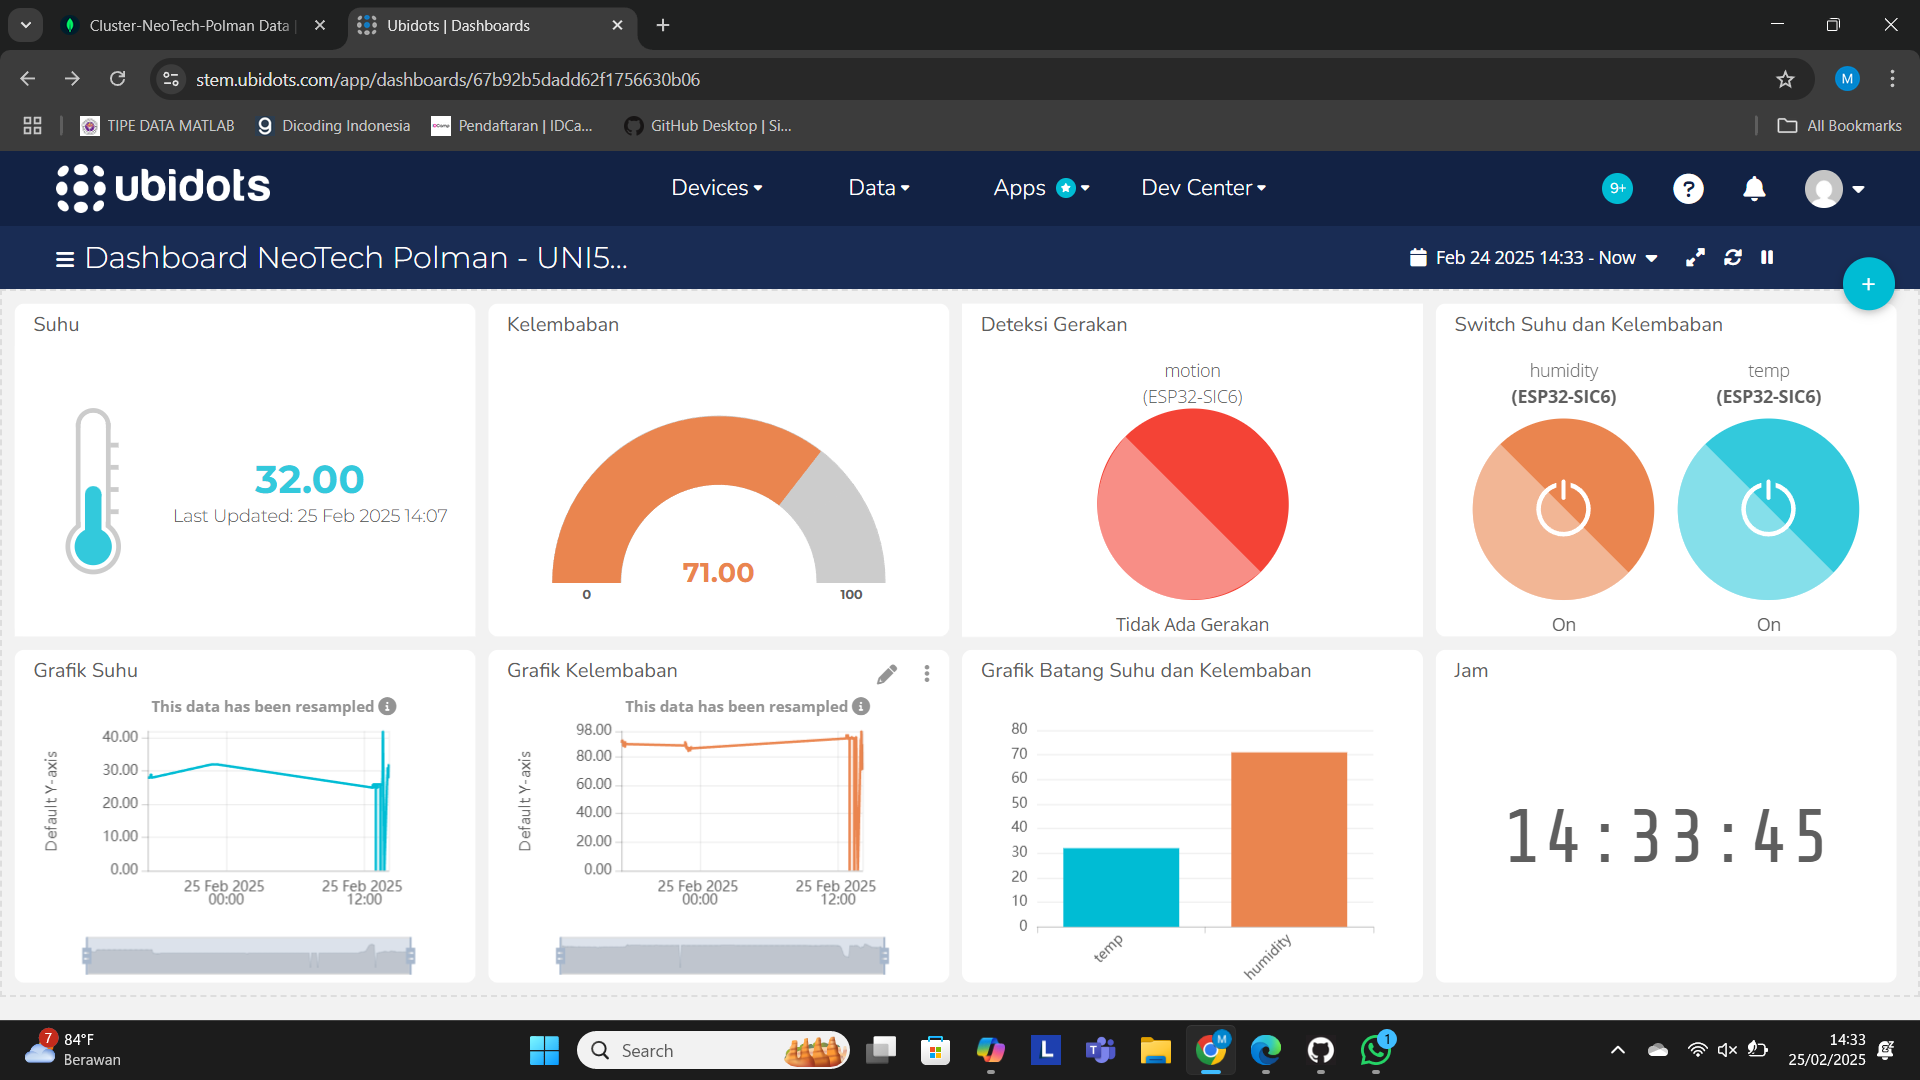 Cluster-NeoTech-Polman Data |
Ubidots | Dashboards
stem.ubidots.com/app/dashboards/67b92b5dadd62f1756630b06
M
TIPE DATA MATLAB
Dicoding Indonesia
Pendaftaran | IDCa...
GitHub Desktop | Si...
All Bookmarks
ubidots
Devices
Data
Apps
Dev Center
9+
?
Dashboard NeoTech Polman - UNI5...
Feb 24 2025 14:33 - Now
+
Suhu
32.00
Last Updated: 25 Feb 2025 14:07
Kelembaban
71.00
0
100
Deteksi Gerakan
motion
(ESP32-SIC6)
Tidak Ada Gerakan
Switch Suhu dan Kelembaban
humidity
(ESP32-SIC6)
On
temp
(ESP32-SIC6)
On
Grafik Suhu
This data has been resampled
Default Y-axis
40.00
30.00
20.00
10.00
0.00
25 Feb 2025
00:00
25 Feb 2025
12:00
Grafik Kelembaban
This data has been resampled
Default Y-axis
98.00
80.00
60.00
40.00
20.00
0.00
25 Feb 2025
00:00
25 Feb 2025
12:00
Grafik Batang Suhu dan Kelembaban
80
70
60
50
40
30
20
10
0
temp
humidity
Jam
14:33:45
7
84°F
Berawan
Search
L
M
1
14:33
25/02/2025